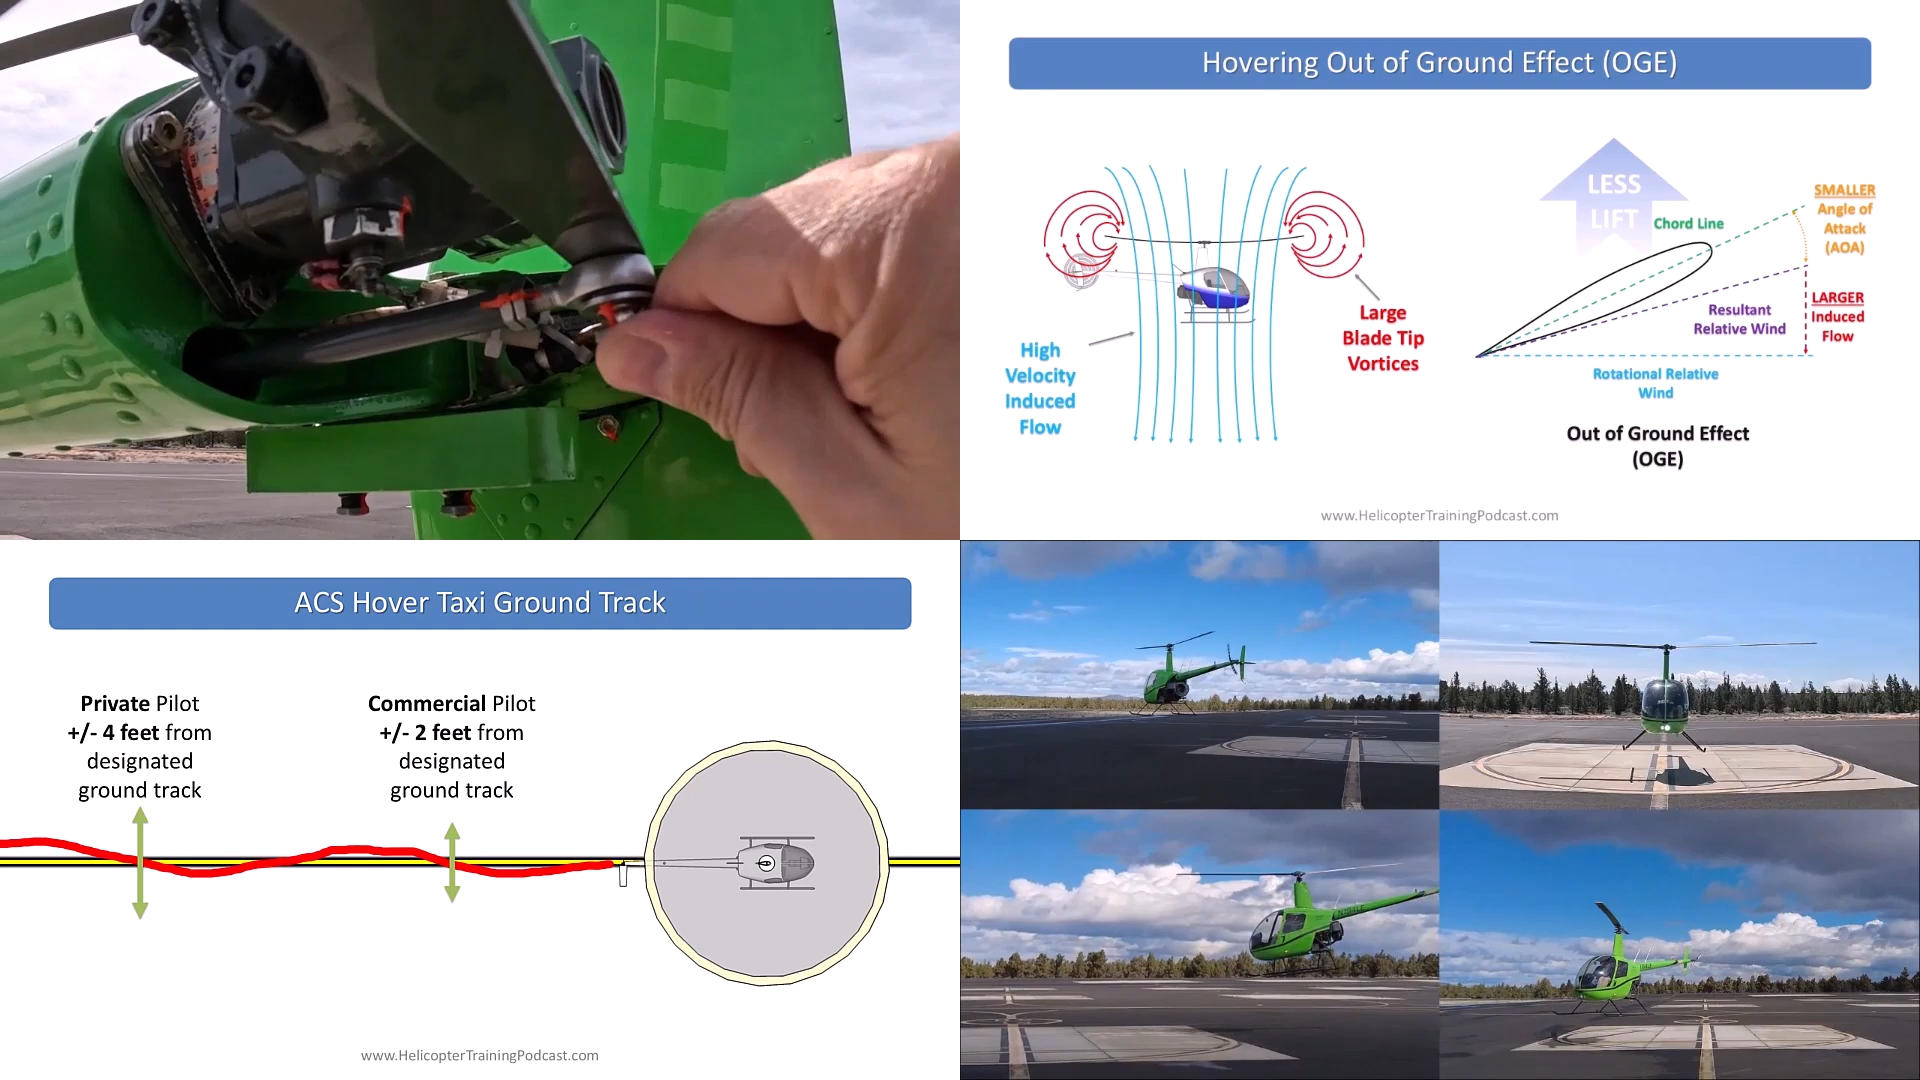 Hovering Out of Ground Effect (OGE)
LESS
LIFT
Chord Line
SMALLER
Angle of
Attack
(AOA)
LARGER
Induced
Flow
Resultant
Relative Wind
Rotational Relative
Wind
Large
Blade Tip
Vortices
High
Velocity
Induced
Flow
Out of Ground Effect
(OGE)
www.HelicopterTrainingPodcast.com
ACS Hover Taxi Ground Track
Private Pilot
+/- 4 feet from
designated
ground track
Commercial Pilot
+/- 2 feet from
designated
ground track
www.HelicopterTrainingPodcast.com